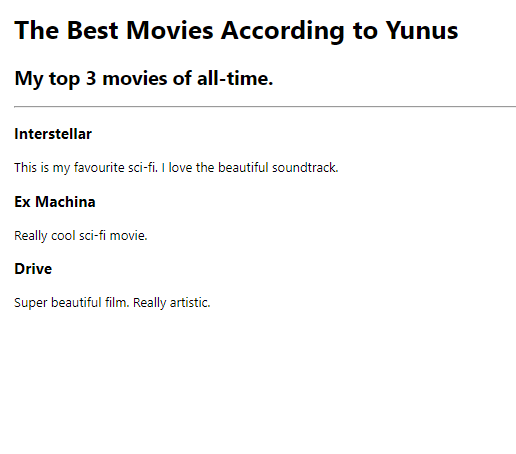 The Best Movies According to Yunus
My top 3 movies of all-time.
Interstellar
This is my favourite sci-fi. I love the beautiful soundtrack.
Ex Machina
Really cool sci-fi movie.
Drive
Super beautiful film. Really artistic.